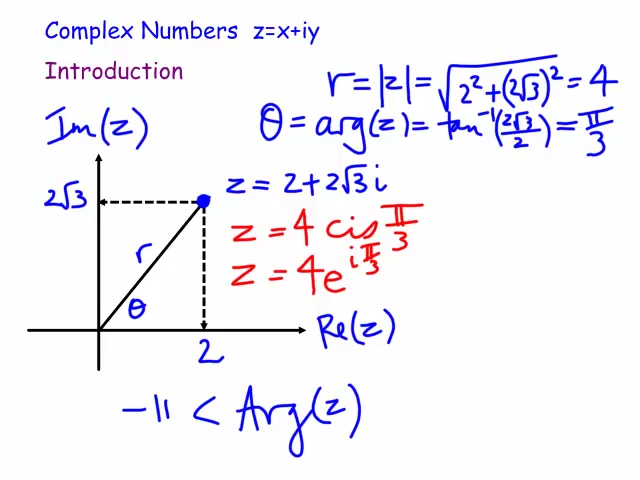 Complex Numbers z=x+iy
Introduction
r = |z| = √(2² + (2√3)²) = 4
Im(z)
θ = arg(z) = tan⁻¹(2√3/2) = π/3
2√3
z = 2 + 2√3 i
z = 4 cis π/3
r
z = 4e^(iπ/3)
θ
Re(z)
2
-π < Arg(z)